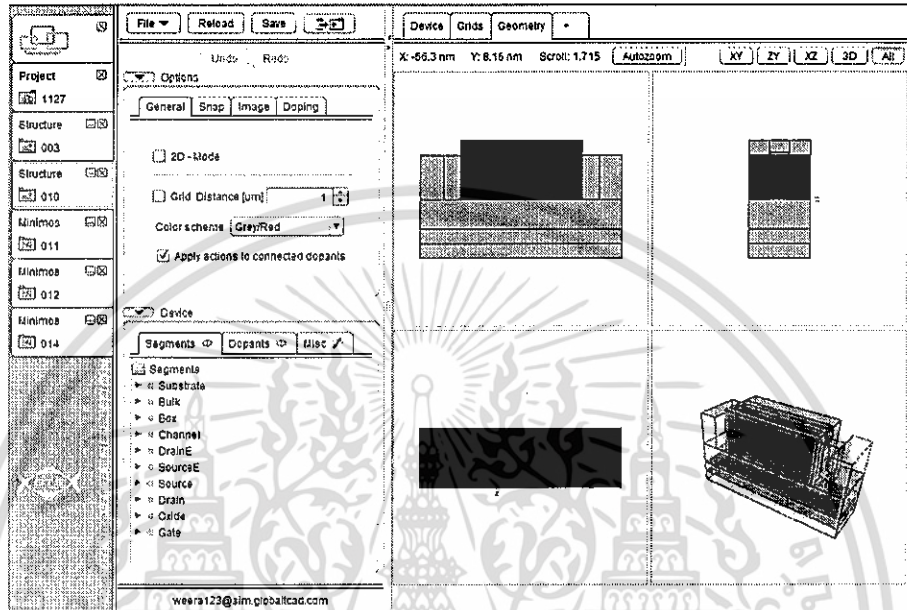 File Reload Save
Device Grids Geometry +
Undo Redo
X: -56.3 nm Y: 8.16 nm Scroll: 1.715 Autozoom XY ZY XZ 3D All
Project
1127
Structure
003
Structure
010
Minimos
011
Minimos
012
Minimos
014
Options
General Snap Image Doping
2D-Mode
Grid Distance [um] 1
Color scheme Grey/Red
Apply actions to connected dopants
Device
Segments Dopants Misc
Segments
Substrate
Bulk
Box
Channel
DrainE
SourceE
Source
Drain
Oxide
Gate
z
weera123@sim.globaltcad.com